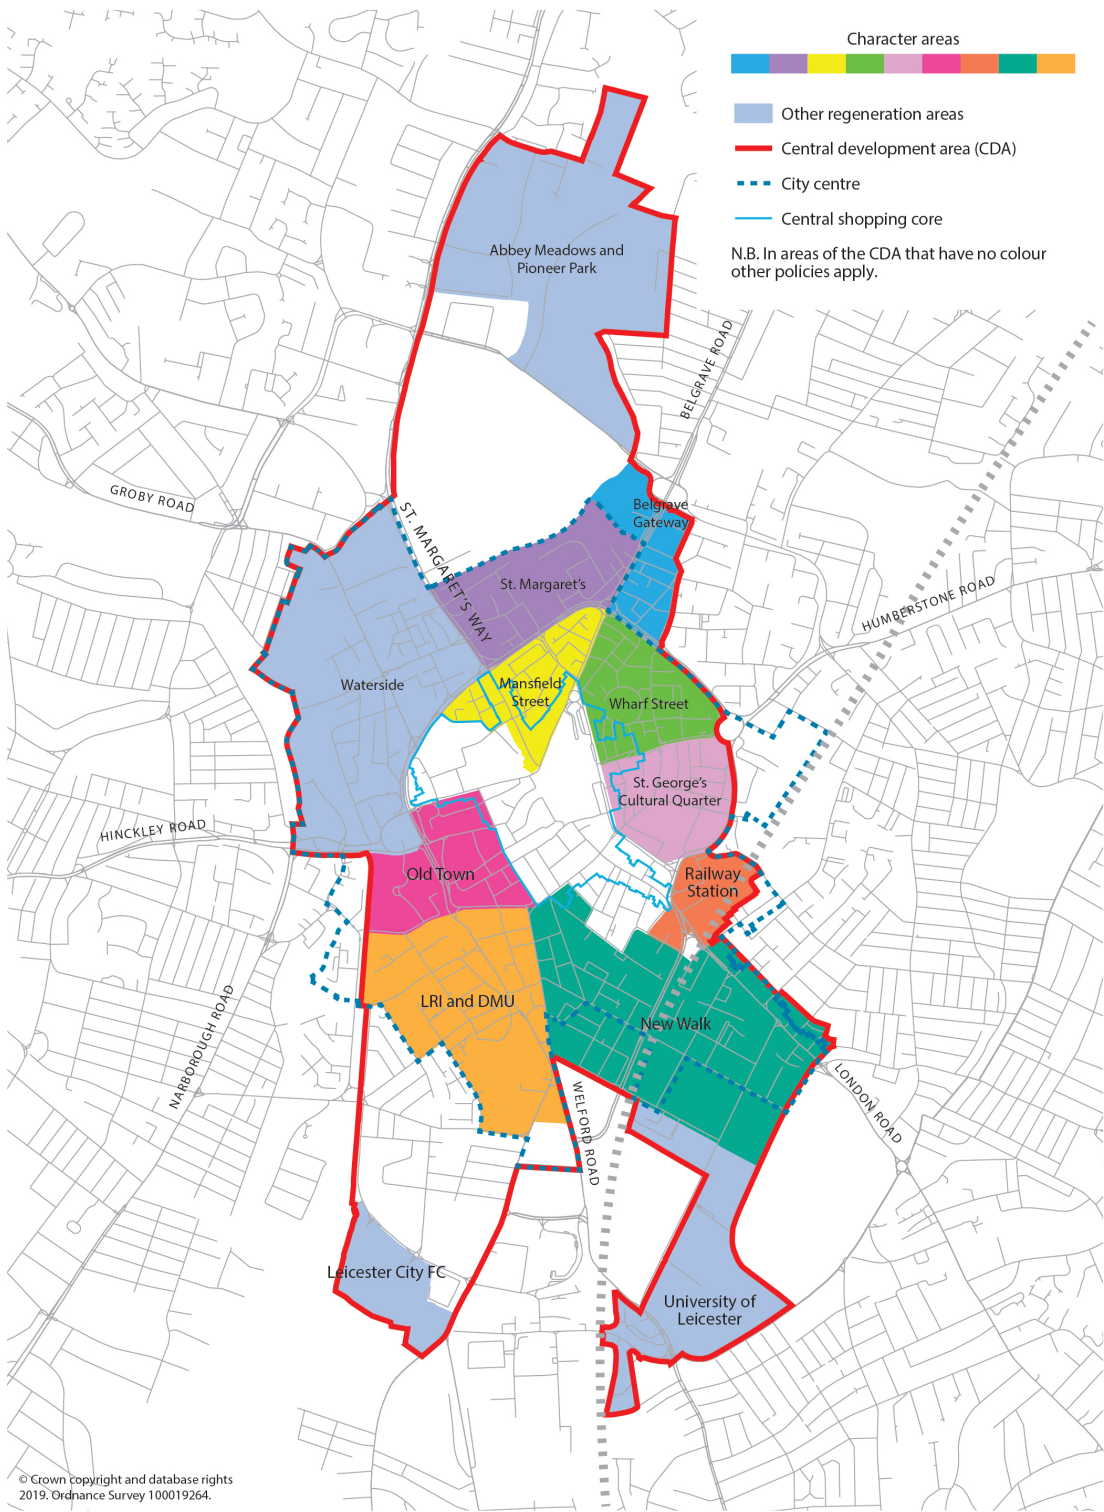 Character areas
Other regeneration areas
Central development area (CDA)
City centre
Central shopping core
N.B. In areas of the CDA that have no colour
other policies apply.
Abbey Meadows and
Pioneer Park
BELGRAVE ROAD
GROBY ROAD
ST. MARGARET'S WAY
Belgrave
Gateway
St. Margaret's
HUMBERSTONE ROAD
Waterside
Mansfield
Street
Wharf Street
St. George's
Cultural Quarter
HINCKLEY ROAD
Old Town
Railway
Station
LRI and DMU
New Walk
NARBOROUGH ROAD
LONDON ROAD
WELFORD ROAD
Leicester City FC
University of
Leicester
© Crown copyright and database rights
2019. Ordnance Survey 100019264.